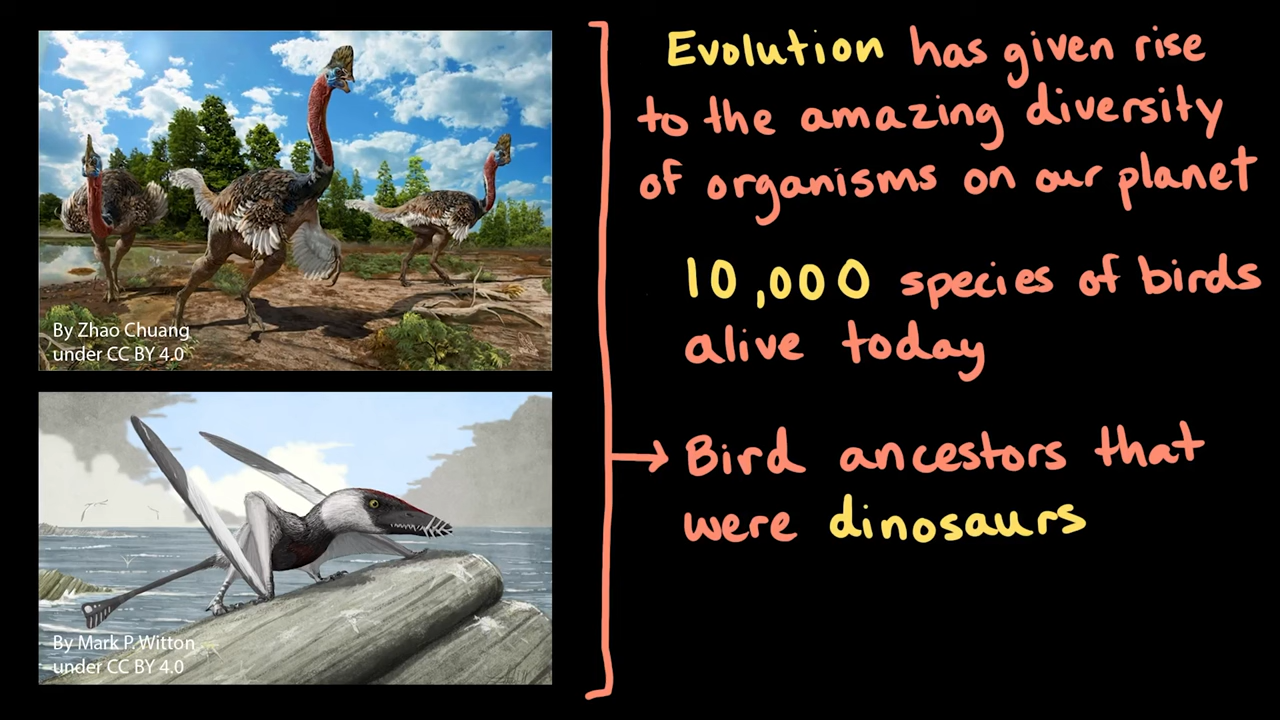 By Zhao Chuang
under CC BY 4.0
By Mark P. Witton
under CC BY 4.0
Evolution has given rise
to the amazing diversity
of organisms on our planet
10,000 species of birds
alive today
Bird ancestors that
were dinosaurs